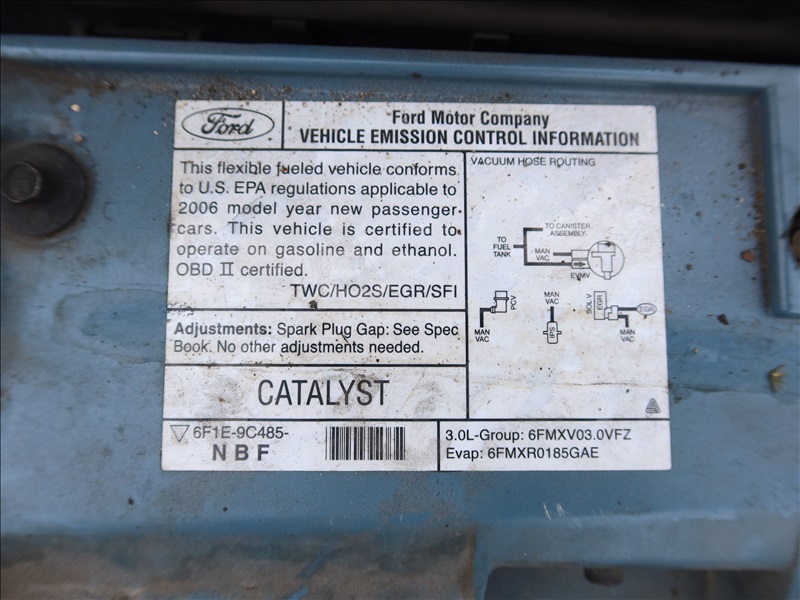 Ford
Ford Motor Company
VEHICLE EMISSION CONTROL INFORMATION
This flexible fueled vehicle conforms
to U.S. EPA regulations applicable to
2006 model year new passenger
cars. This vehicle is certified to
operate on gasoline and ethanol.
OBD II certified.
TWC/HO2S/EGR/SFI
Adjustments: Spark Plug Gap: See Spec
Book. No other adjustments needed.
CATALYST
6F1E-9C485-
NBF
VACUUM HOSE ROUTING
TO CANISTER
ASSEMBLY
TO
FUEL
TANK
MAN
VAC
EVMV
PCV
MAN
VAC
MAN
VAC
IPS
SOLV
EGR
EGR
MAN
VAC
3.0L-Group: 6FMXV03.0VFZ
Evap: 6FMXR0185GAE